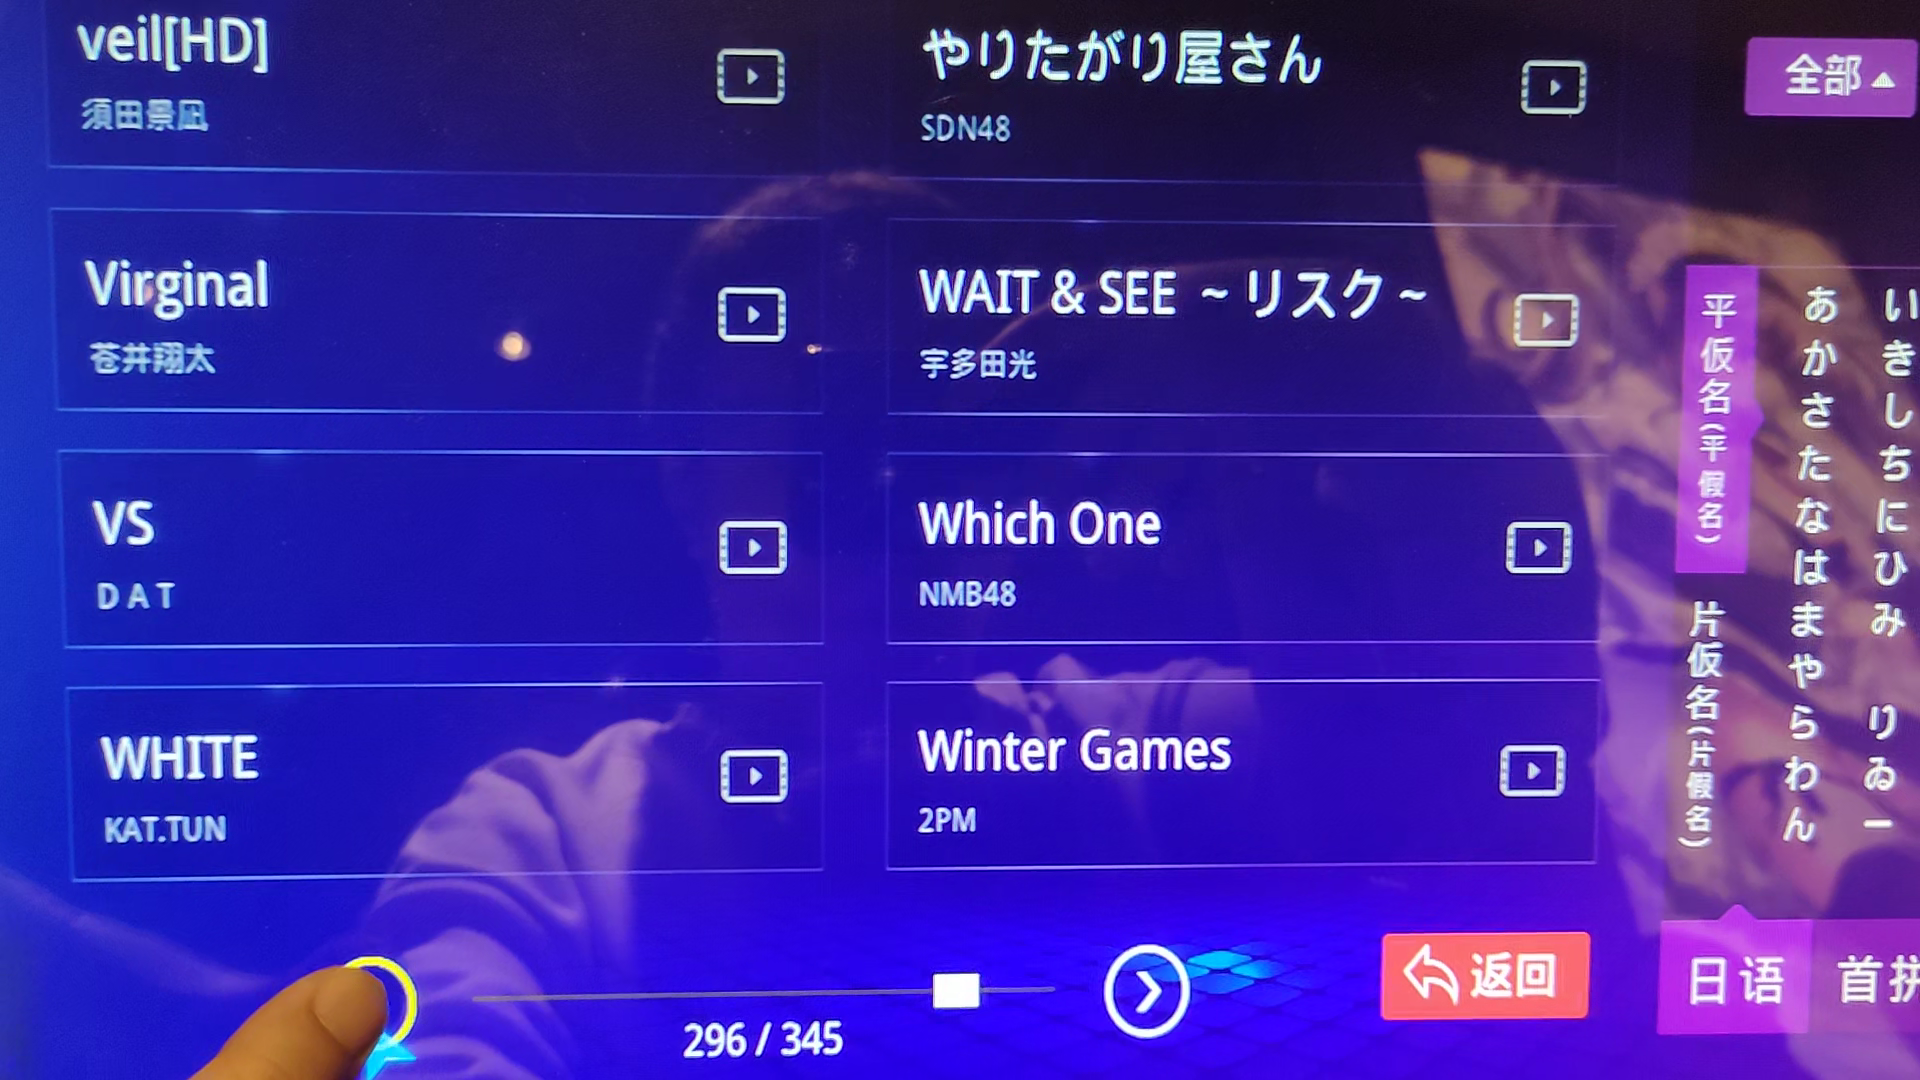 veil[HD]
須田景凪
やりたがり屋さん
SDN48
Virginal
苍井翔太
WAIT & SEE ~リスク~
宇多田光
VS
D A T
Which One
NMB48
WHITE
KAT.TUN
Winter Games
2PM
296 / 345
返回
全部
平仮名(平假名)
片仮名(片假名)
あかさたなはまやらわん
いきしちにひみ りゐー
日语
首拼